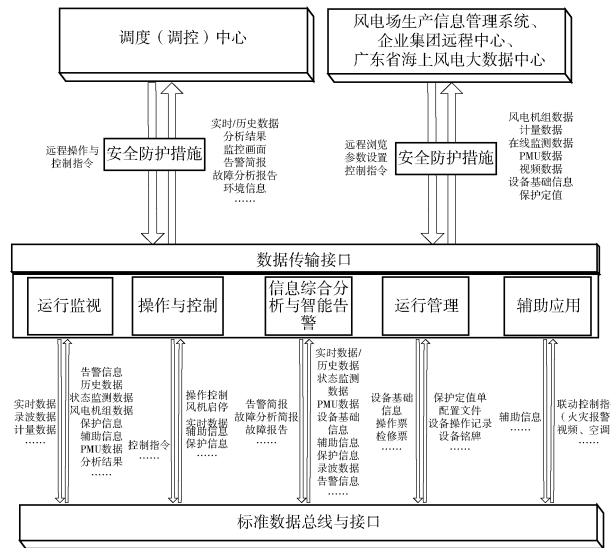 调度（调控）中心
风电场生产信息管理系统、
企业集团远程中心、
广东省海上风电大数据中心
远程操作与
控制指令
安全防护措施
实时/历史数据
分析结果
监控画面
告警简报
故障分析报告
环境信息
……
远程浏览
参数设置
控制指令
安全防护措施
风电机组数据
计量数据
在线监测数据
PMU数据
视频数据
设备基础信息
保护定值
数据传输接口
运行监视
操作与控制
信息综合分
析与智能告
警
运行管理
辅助应用
实时数据
录波数据
计量数据
……
告警信息
历史数据
状态监测数据
风电机组数据
保护信息
辅助信息
PMU数据
分析结果
……
控制指令
……
操作控制
风机启停
实时数据
辅助信息
保护信息
……
告警简报
故障分析简报
故障报告
……
实时数据/
历史数据
状态监测
数据
PMU数据
设备基础
信息
辅助信息
保护信息
录波数据
告警信息
……
设备基础
信息
操作票
检修票
……
保护定值单
配置文件
设备操作记录
设备铭牌
……
辅助信息
……
联动控制指
（火灾报警
视频、空调
……
标准数据总线与接口